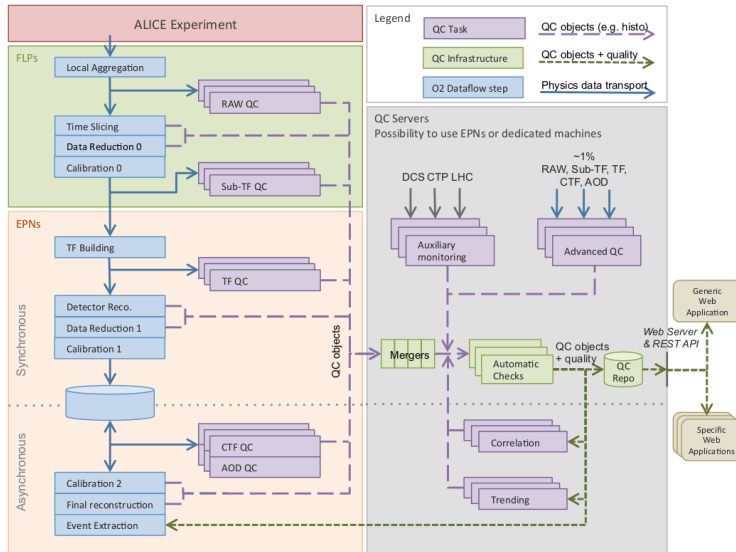 ALICE Experiment
FLPs
Local Aggregation
RAW QC
Time Slicing
Data Reduction 0
Calibration 0
Sub-TF QC
EPNs
Synchronous
TF Building
TF QC
Detector Reco.
Data Reduction 1
Calibration 1
Asynchronous
CTF QC
AOD QC
Calibration 2
Final reconstruction
Event Extraction
QC objects
Legend
QC Task
QC objects (e.g. histo)
QC Infrastructure
QC objects + quality
O2 Dataflow step
Physics data transport
QC Servers
Possibility to use EPNs or dedicated machines
DCS CTP LHC
~1%
RAW, Sub-TF, TF,
CTF, AOD
Auxiliary
monitoring
Advanced QC
Mergers
Automatic
Checks
QC objects
+ quality
QC
Repo
Web Server
& REST API
Correlation
Trending
Generic
Web
Application
Specific
Web
Applications